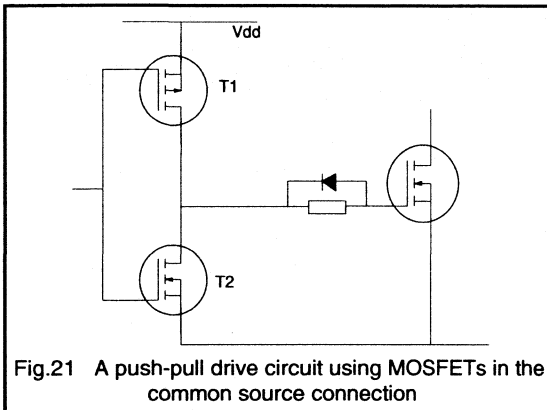 Vdd
T1
T2
Fig.21 A push-pull drive circuit using MOSFETs in the
common source connection